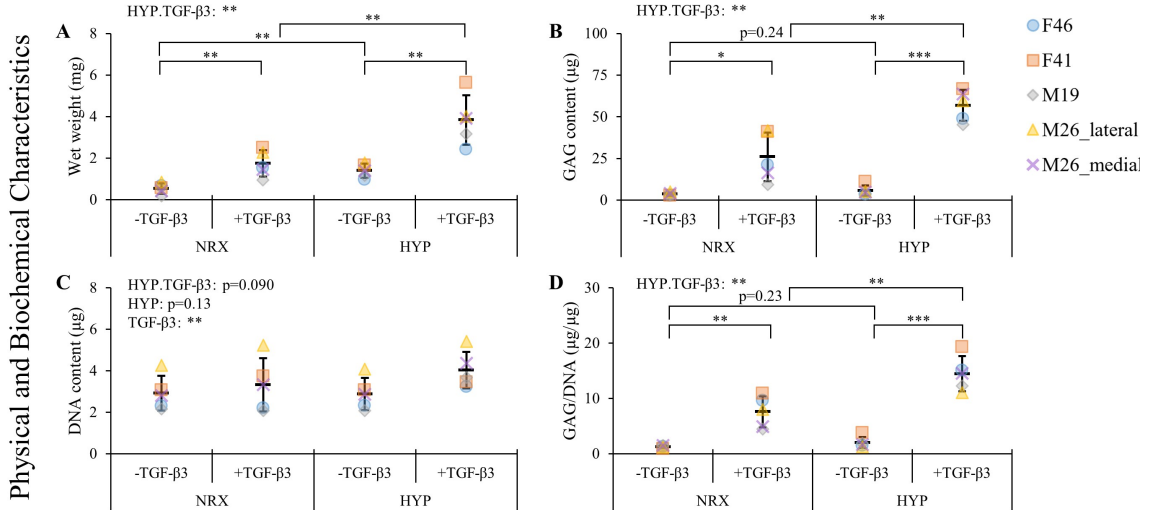 Physical and Biochemical Characteristics
A
HYP.TGF-β3: **
**
**
**
**
Wet weight (mg)
8
6
4
2
0
-TGF-β3 +TGF-β3 -TGF-β3 +TGF-β3
NRX HYP
B
HYP.TGF-β3: **
**
p=0.24
*
***
GAG content (µg)
100
75
50
25
0
-TGF-β3 +TGF-β3 -TGF-β3 +TGF-β3
NRX HYP
F46
F41
M19
M26_lateral
M26_medial
C
HYP.TGF-β3: p=0.090
HYP: p=0.13
TGF-β3: **
DNA content (µg)
8
6
4
2
0
-TGF-β3 +TGF-β3 -TGF-β3 +TGF-β3
NRX HYP
D
HYP.TGF-β3: **
**
p=0.23
**
***
GAG/DNA (µg/µg)
30
20
10
0
-TGF-β3 +TGF-β3 -TGF-β3 +TGF-β3
NRX HYP